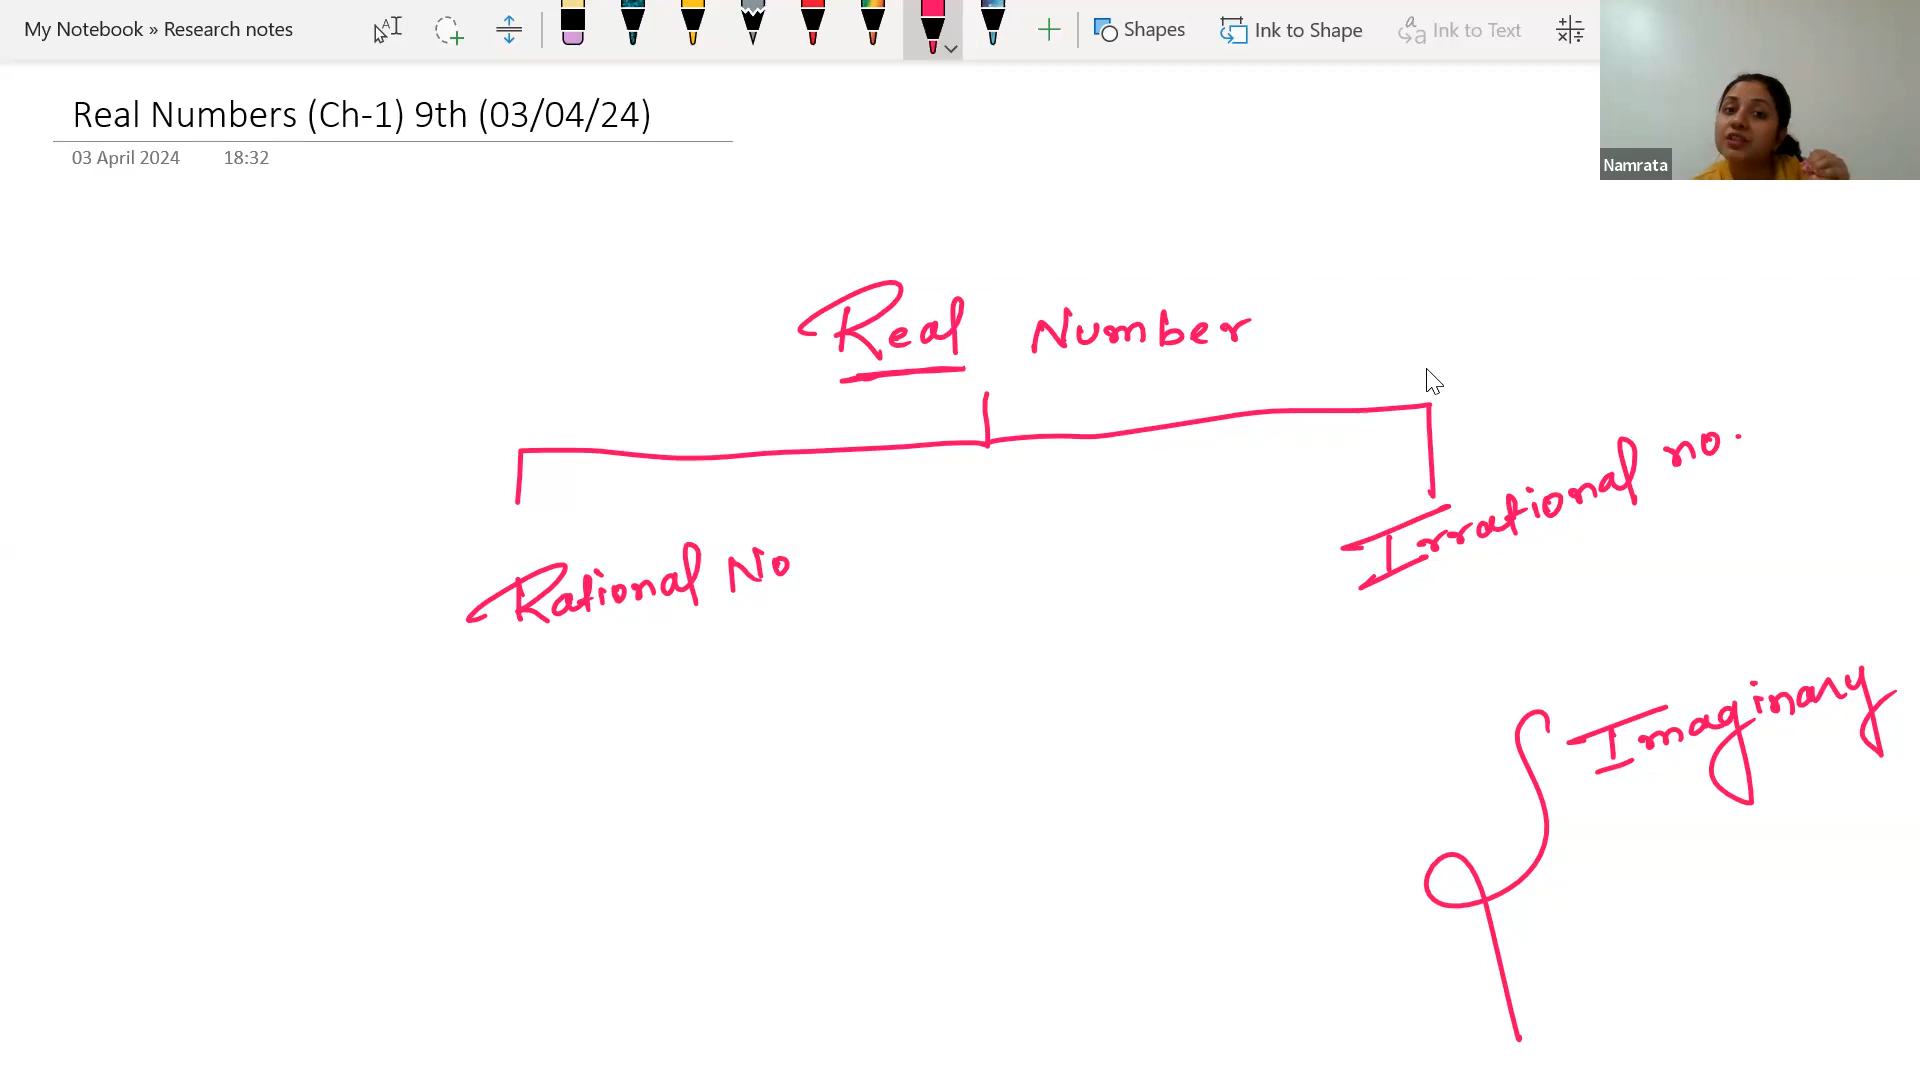 My Notebook » Research notes
Shapes
Ink to Shape
Ink to Text
Real Numbers (Ch-1) 9th (03/04/24)
03 April 2024 18:32
Namrata
Real Number
Rational No
Irrational no.
Imaginary